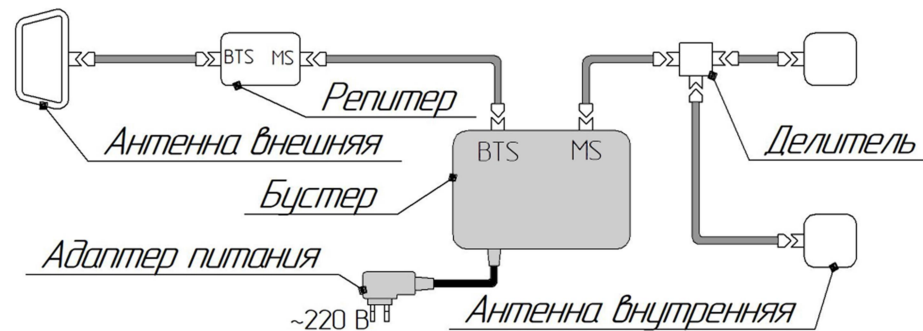 BTS MS
Репитер
Антенна внешняя
BTS MS
Делитель
Бустер
Адаптер питания
~220 В
Антенна внутренняя